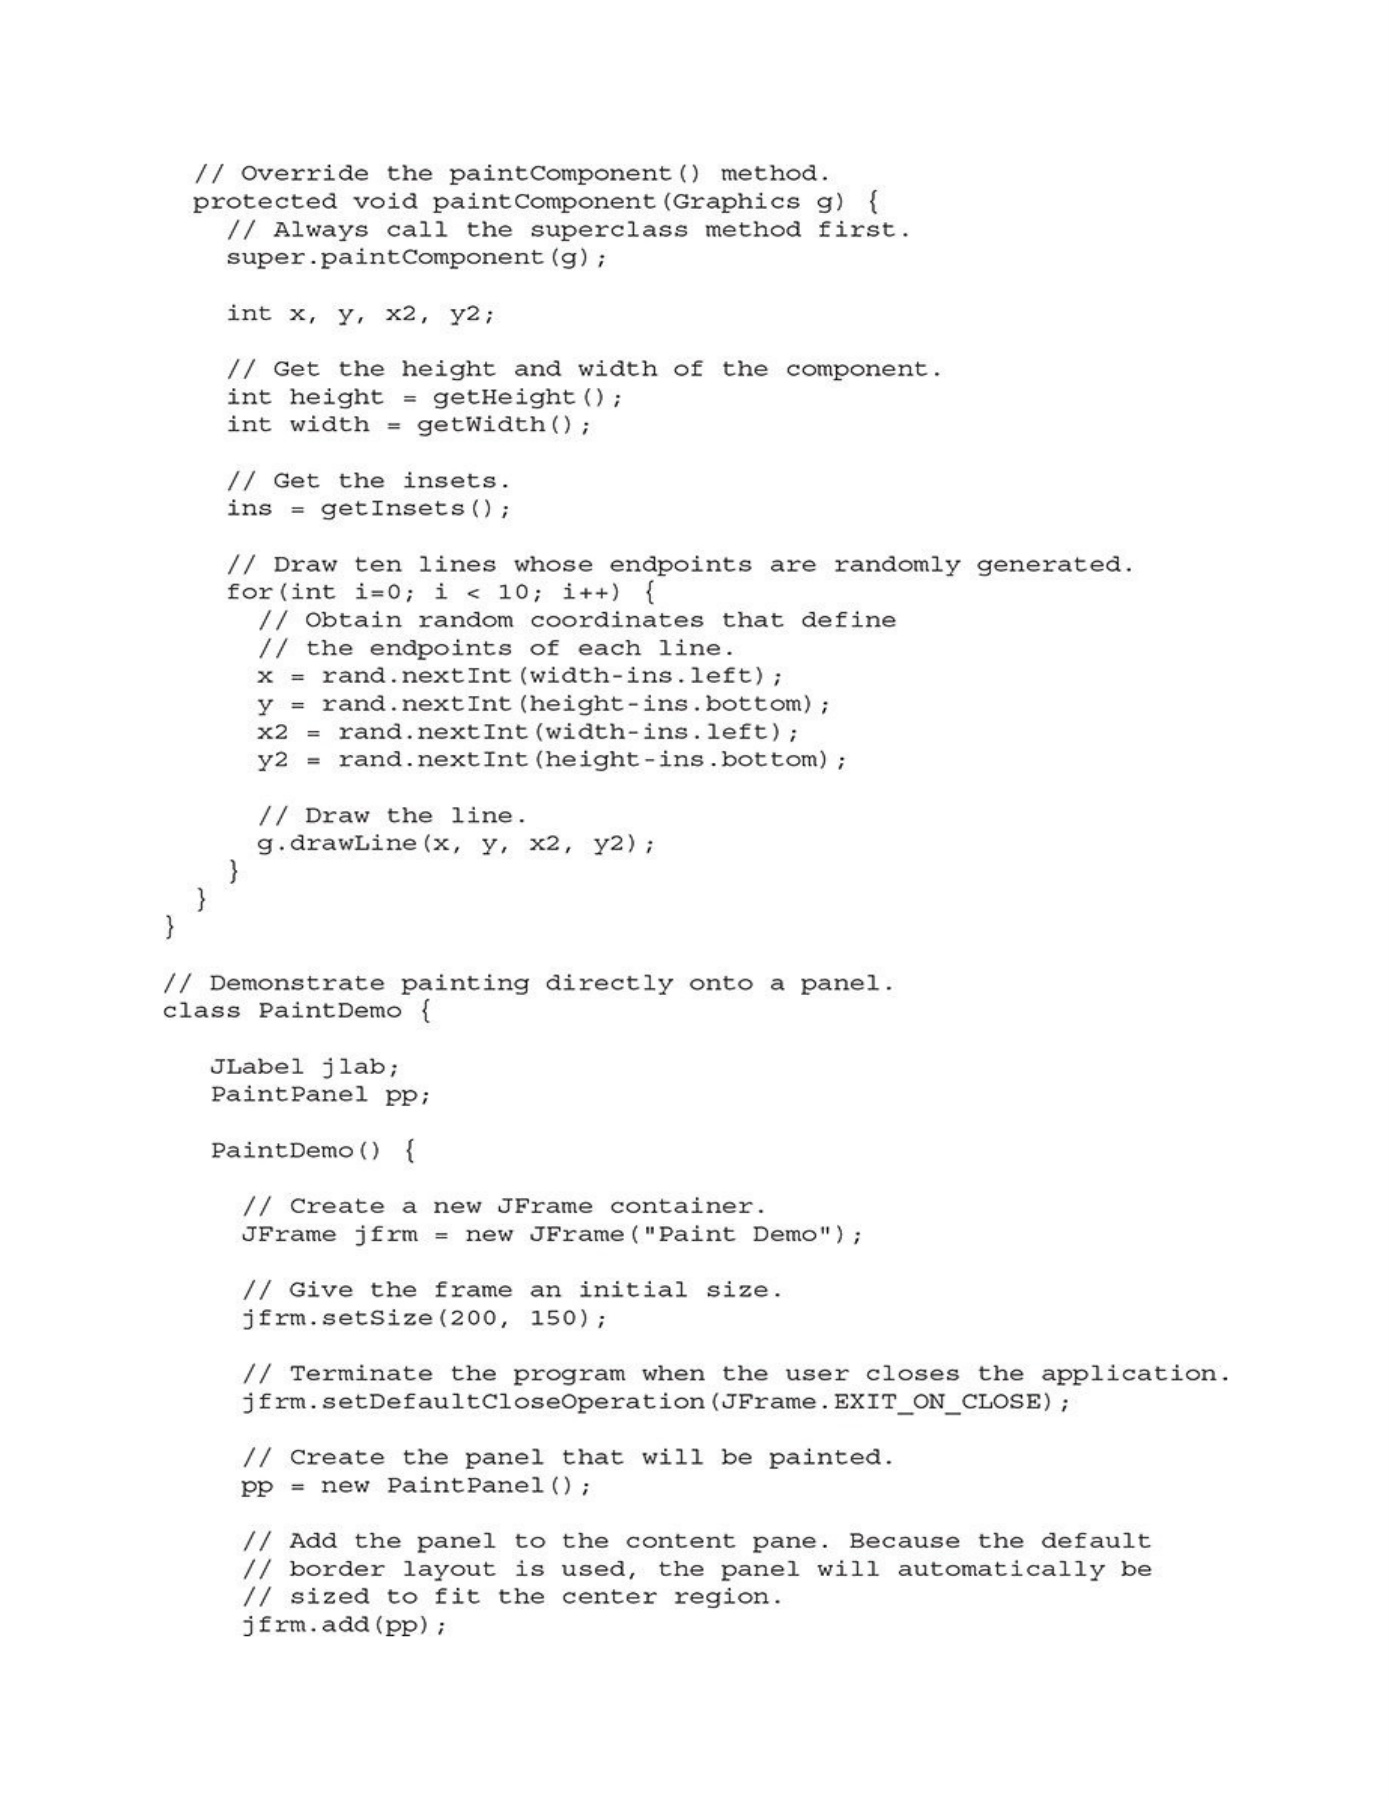 // Override the paintComponent() method.
protected void paintComponent(Graphics g) {
// Always call the superclass method first.
super.paintComponent(g);
int x, y, x2, y2;
// Get the height and width of the component.
int height = getHeight();
int width = getWidth();
// Get the insets.
ins = getInsets();
// Draw ten lines whose endpoints are randomly generated.
for(int i=0; i < 10; i++) {
// Obtain random coordinates that define
// the endpoints of each line.
x = rand.nextInt(width-ins.left);
y = rand.nextInt(height-ins.bottom);
x2 = rand.nextInt(width-ins.left);
y2 = rand.nextInt(height-ins.bottom);
// Draw the line.
g.drawLine(x, y, x2, y2);
}
}
}
// Demonstrate painting directly onto a panel.
class PaintDemo {
JLabel jlab;
PaintPanel pp;
PaintDemo() {
// Create a new JFrame container.
JFrame jfrm = new JFrame("Paint Demo");
// Give the frame an initial size.
jfrm.setSize(200, 150);
// Terminate the program when the user closes the application.
jfrm.setDefaultCloseOperation(JFrame.EXIT_ON_CLOSE);
// Create the panel that will be painted.
pp = new PaintPanel();
// Add the panel to the content pane. Because the default
// border layout is used, the panel will automatically be
// sized to fit the center region.
jfrm.add(pp);